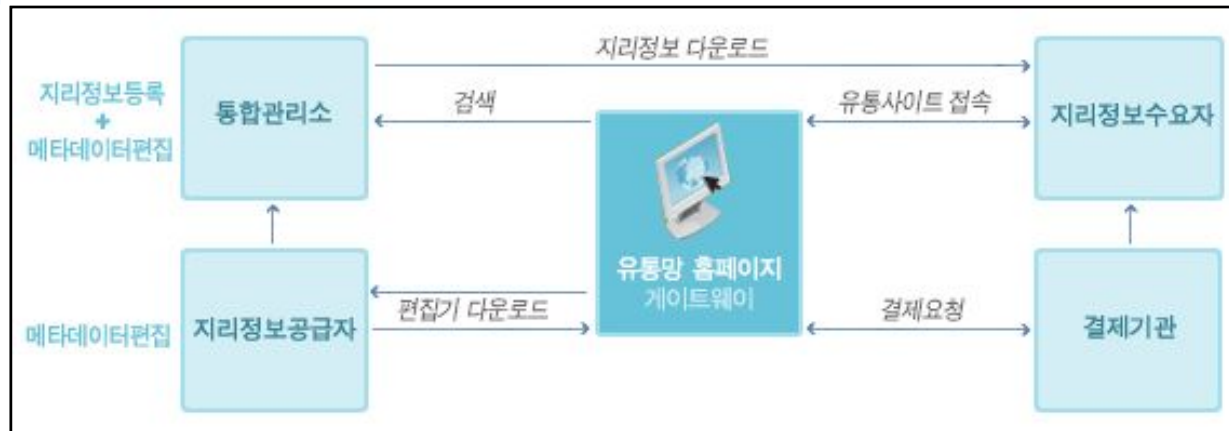 지리정보 다운로드
지리정보등록
+
메타데이터편집
통합관리소
검색
유통사이트 접속
지리정보수요자
유통망 홈페이지
게이트웨이
메타데이터편집
지리정보공급자
편집기 다운로드
결제요청
결제기관